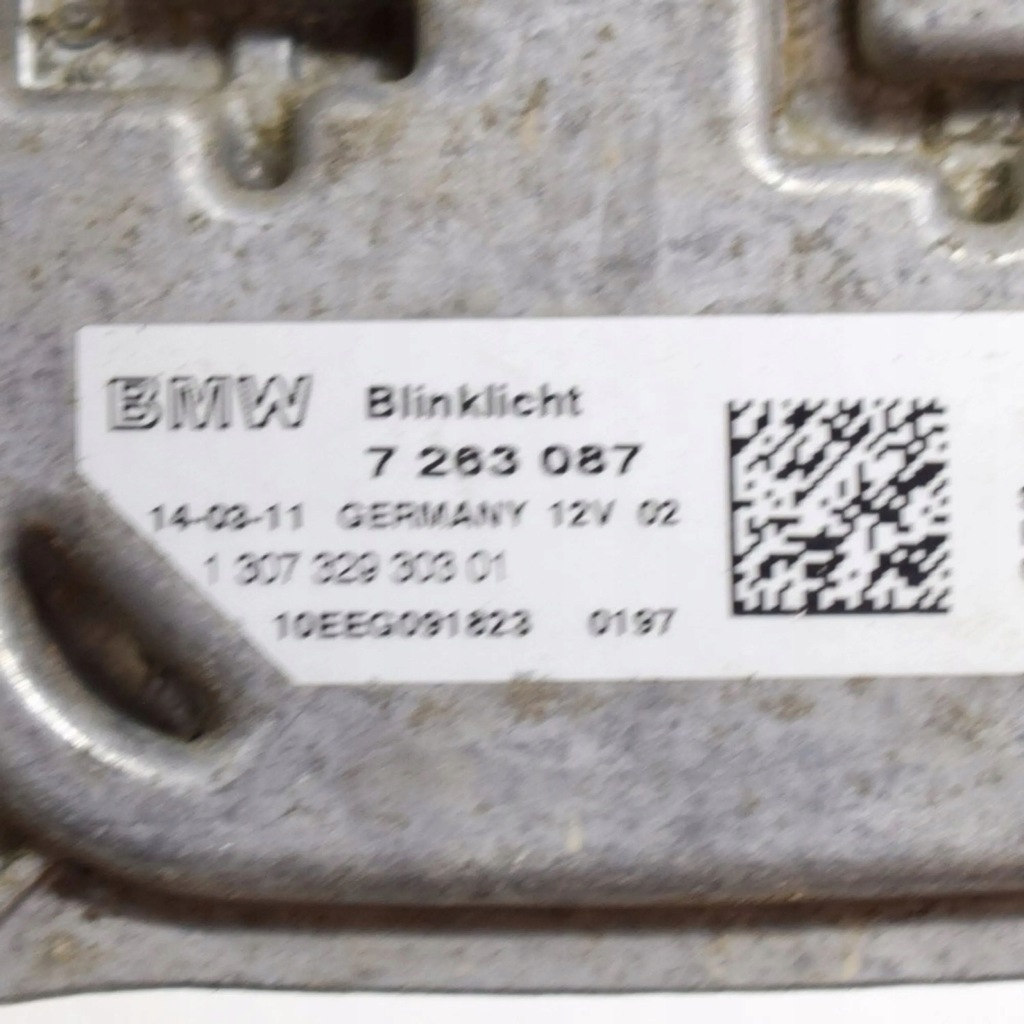 BMW Blinklicht
7 263 087
14-03-11 GERMANY 12V 02
1 307 329 303 01
10EEG091823 0197